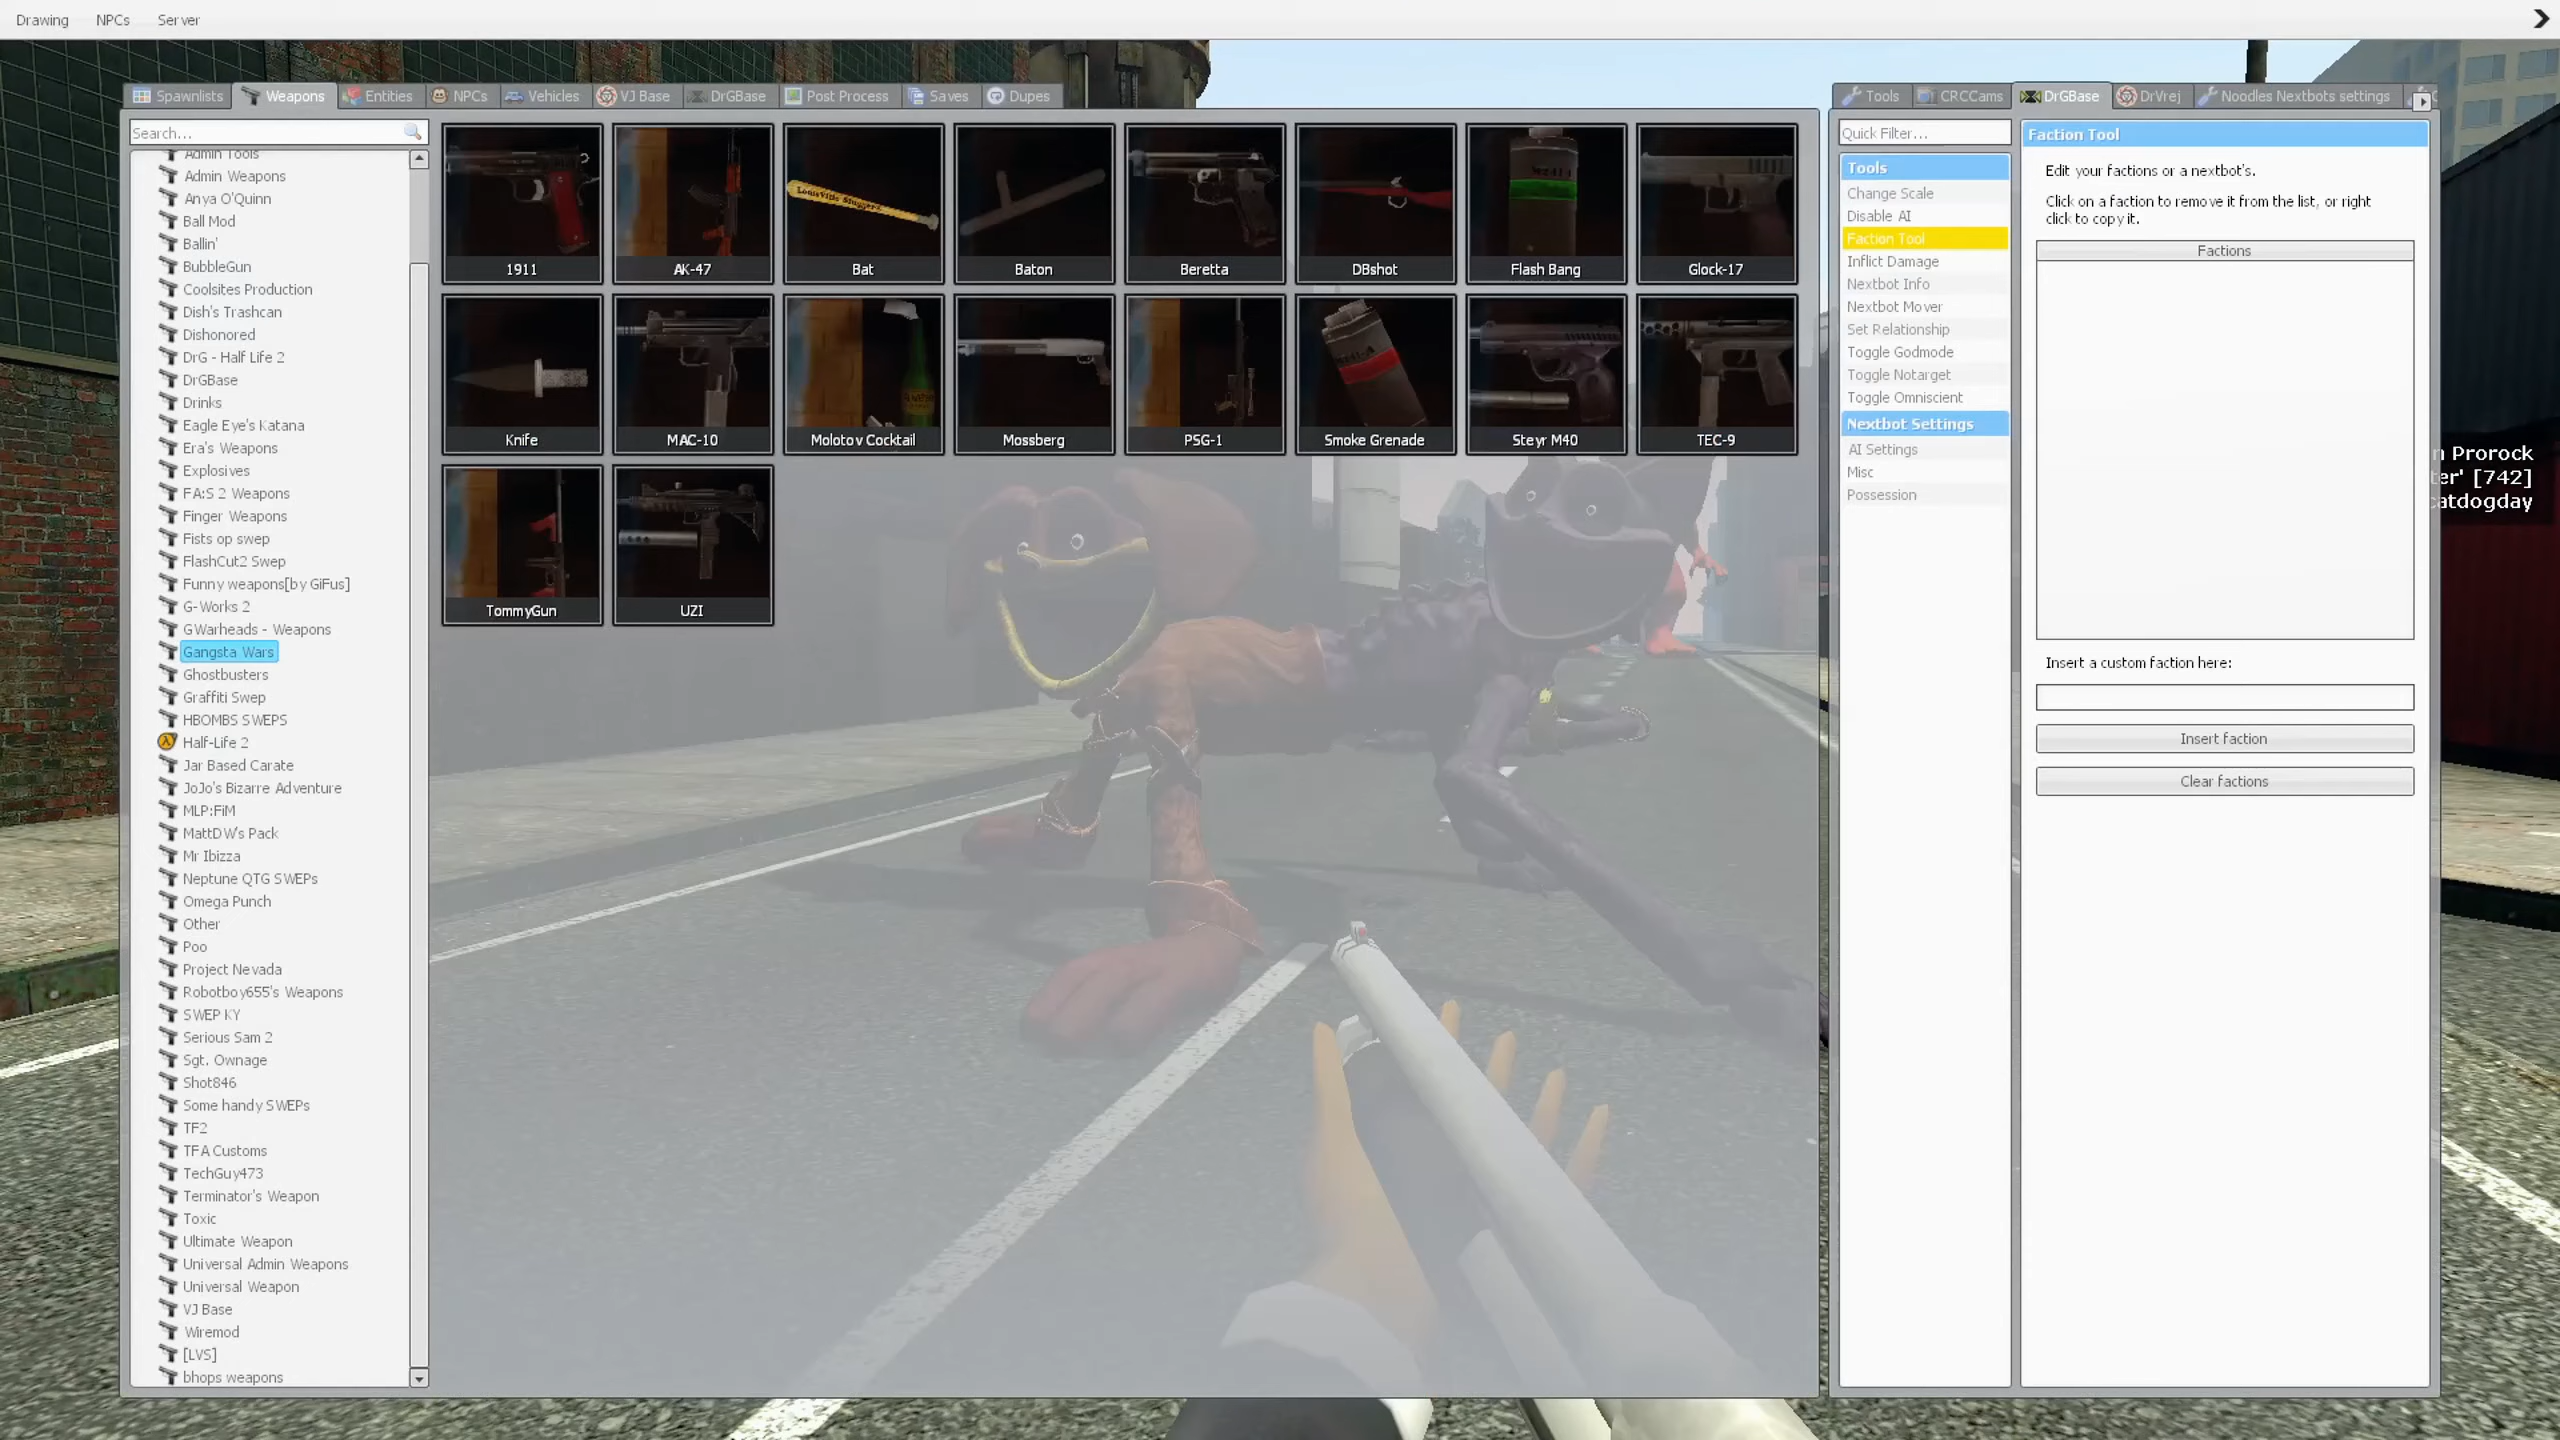 Drawing NPCs Server
Spawnlists Weapons Entities NPCs Vehicles VJ Base DrGBase Post Process Saves Dupes
Search...
Admin Tools
Admin Weapons
Anya O'Quinn
Ball Mod
Ballin'
BubbleGun
Coolsites Production
Dish's Trashcan
Dishonored
DrG - Half Life 2
DrGBase
Drinks
Eagle Eye's Katana
Era's Weapons
Explosives
FA:S 2 Weapons
Finger Weapons
Fists op swep
FlashCut2 Swep
Funny weapons[by GiFus]
G-Works 2
GWarheads - Weapons
Gangsta Wars
Ghostbusters
Graffiti Swep
HBOMBS SWEPS
Half-Life 2
Jar Based Carate
JoJo's Bizarre Adventure
MLP:FiM
MattDW's Pack
Mr Ibizza
Neptune QTG SWEPs
Omega Punch
Other
Poo
Project Nevada
Robotboy655's Weapons
SWEP KY
Serious Sam 2
Sgt. Ownage
Shot846
Some handy SWEPs
TF2
TFA Customs
TechGuy473
Terminator's Weapon
Toxic
Ultimate Weapon
Universal Admin Weapons
Universal Weapon
VJ Base
Wiremod
[LVS]
bhops weapons
Louisville Slugger
1911 AK-47 Bat Baton Beretta DBshot Flash Bang Glock-17
Knife MAC-10 Molotov Cocktail Mossberg PSG-1 Smoke Grenade Steyr M40 TEC-9
TommyGun UZI
Tools CRCCams DrGBase DrVrej Noodles Nextbots settings
Quick Filter...
Tools
Change Scale
Disable AI
Faction Tool
Inflict Damage
Nextbot Info
Nextbot Mover
Set Relationship
Toggle Godmode
Toggle Notarget
Toggle Omniscient
Nextbot Settings
AI Settings
Misc
Possession
Faction Tool
Edit your factions or a nextbot's.
Click on a faction to remove it from the list, or right
click to copy it.
Factions
Insert a custom faction here:
Insert faction
Clear factions
n Prorock
ter' [742]
catdogday